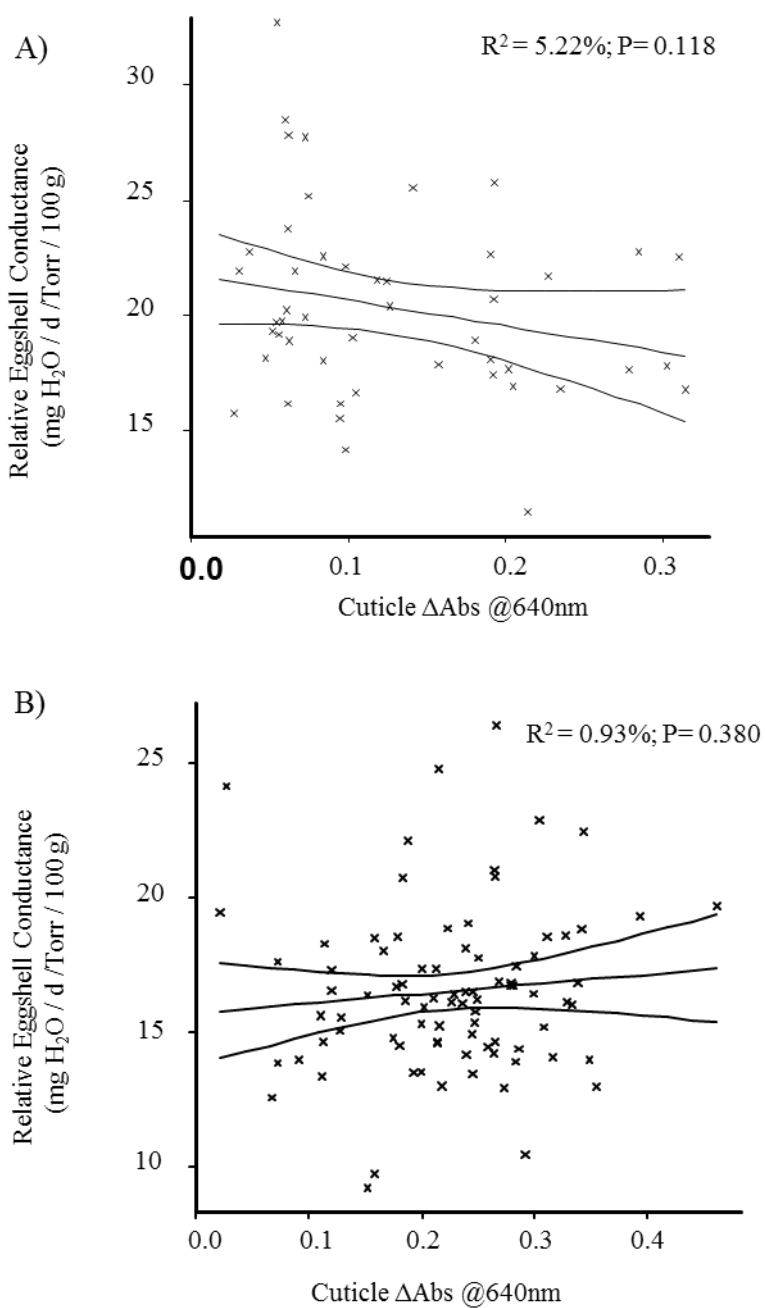 A)
R² = 5.22%; P= 0.118
Relative Eggshell Conductance
(mg H₂O / d /Torr / 100g)
30
25
20
15
0.0
0.1
0.2
0.3
Cuticle ΔAbs @640nm
B)
R² = 0.93%; P= 0.380
Relative Eggshell Conductance
(mg H₂O / d /Torr / 100g)
25
20
15
10
0.0
0.1
0.2
0.3
0.4
Cuticle ΔAbs @640nm